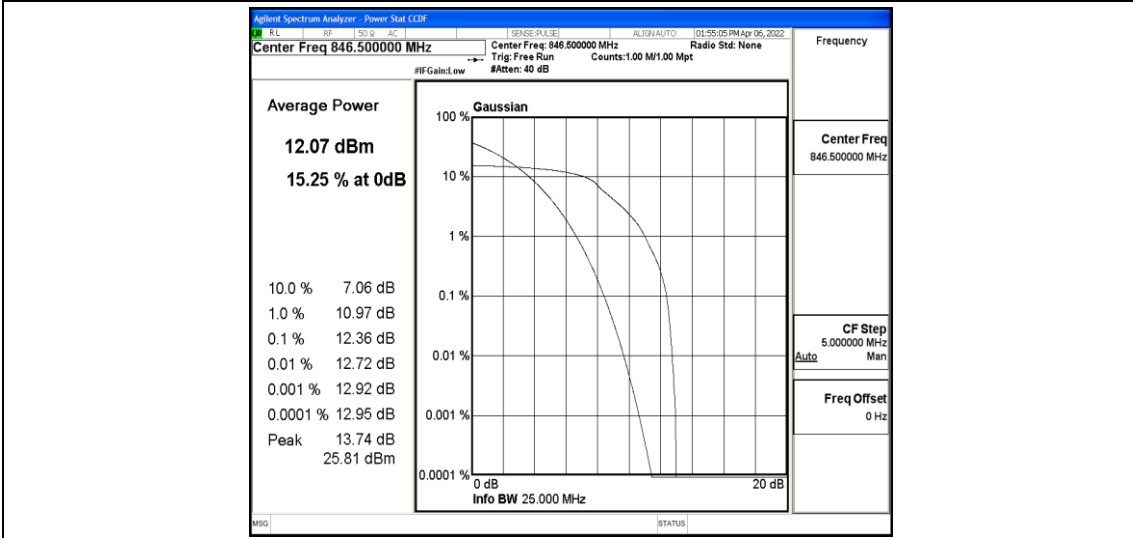 Agilent Spectrum Analyzer - Power Stat CCDF
LXI RL RF 50 Ω AC SENSE:PULSE ALIGNAUTO 01:55:05 PM Apr 06, 2022
Center Freq 846.500000 MHz
Center Freq: 846.500000 MHz Radio Std: None
Trig: Free Run Counts:1.00 M/1.00 Mpt
#IFGain:Low #Atten: 40 dB
Frequency
Average Power
12.07 dBm
15.25 % at 0dB
10.0 % 7.06 dB
1.0 % 10.97 dB
0.1 % 12.36 dB
0.01 % 12.72 dB
0.001 % 12.92 dB
0.0001 % 12.95 dB
Peak 13.74 dB
25.81 dBm
Gaussian
100 %
10 %
1 %
0.1 %
0.01 %
0.001 %
0.0001 %
0 dB 20 dB
Info BW 25.000 MHz
Center Freq
846.500000 MHz
CF Step
5.000000 MHz
Auto Man
Freq Offset
0 Hz
MSG STATUS